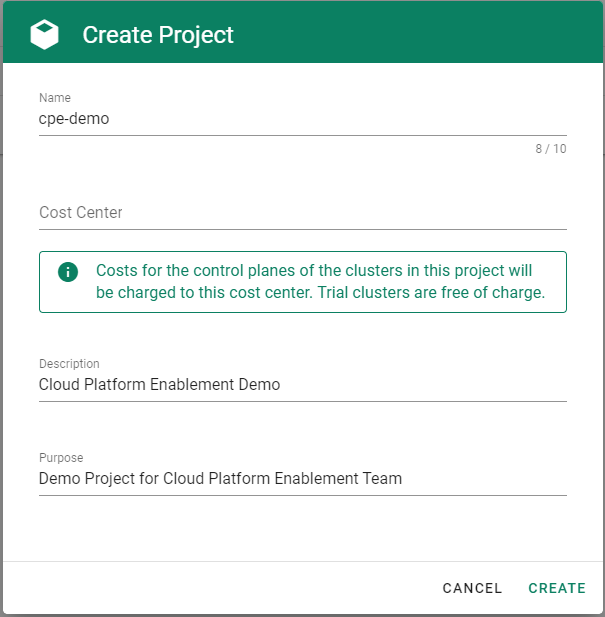 Create Project
Name
cpe-demo
8 / 10
Cost Center
Costs for the control planes of the clusters in this project will
be charged to this cost center. Trial clusters are free of charge.
Description
Cloud Platform Enablement Demo
Purpose
Demo Project for Cloud Platform Enablement Team
CANCEL CREATE